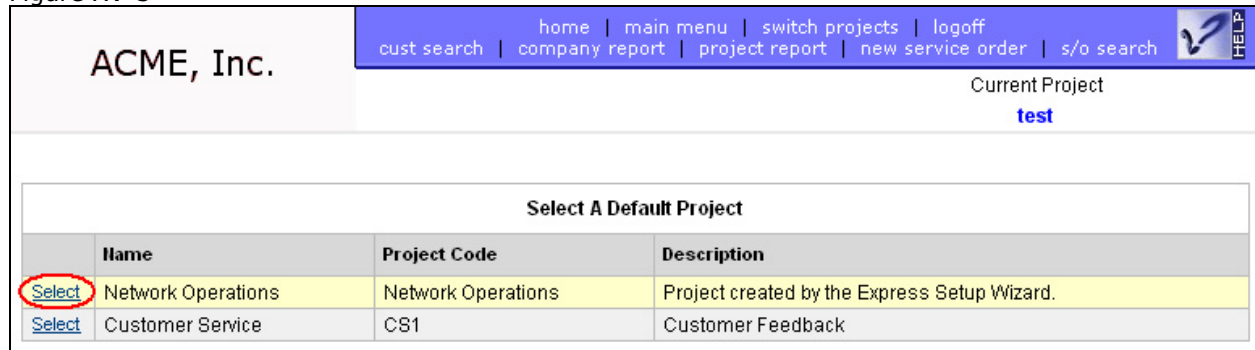 ACME, Inc.
home | main menu | switch projects | logoff
cust search | company report | project report | new service order | s/o search
HELP
Current Project
test
Select A Default Project
Name Project Code Description
Select Network Operations Network Operations Project created by the Express Setup Wizard.
Select Customer Service CS1 Customer Feedback